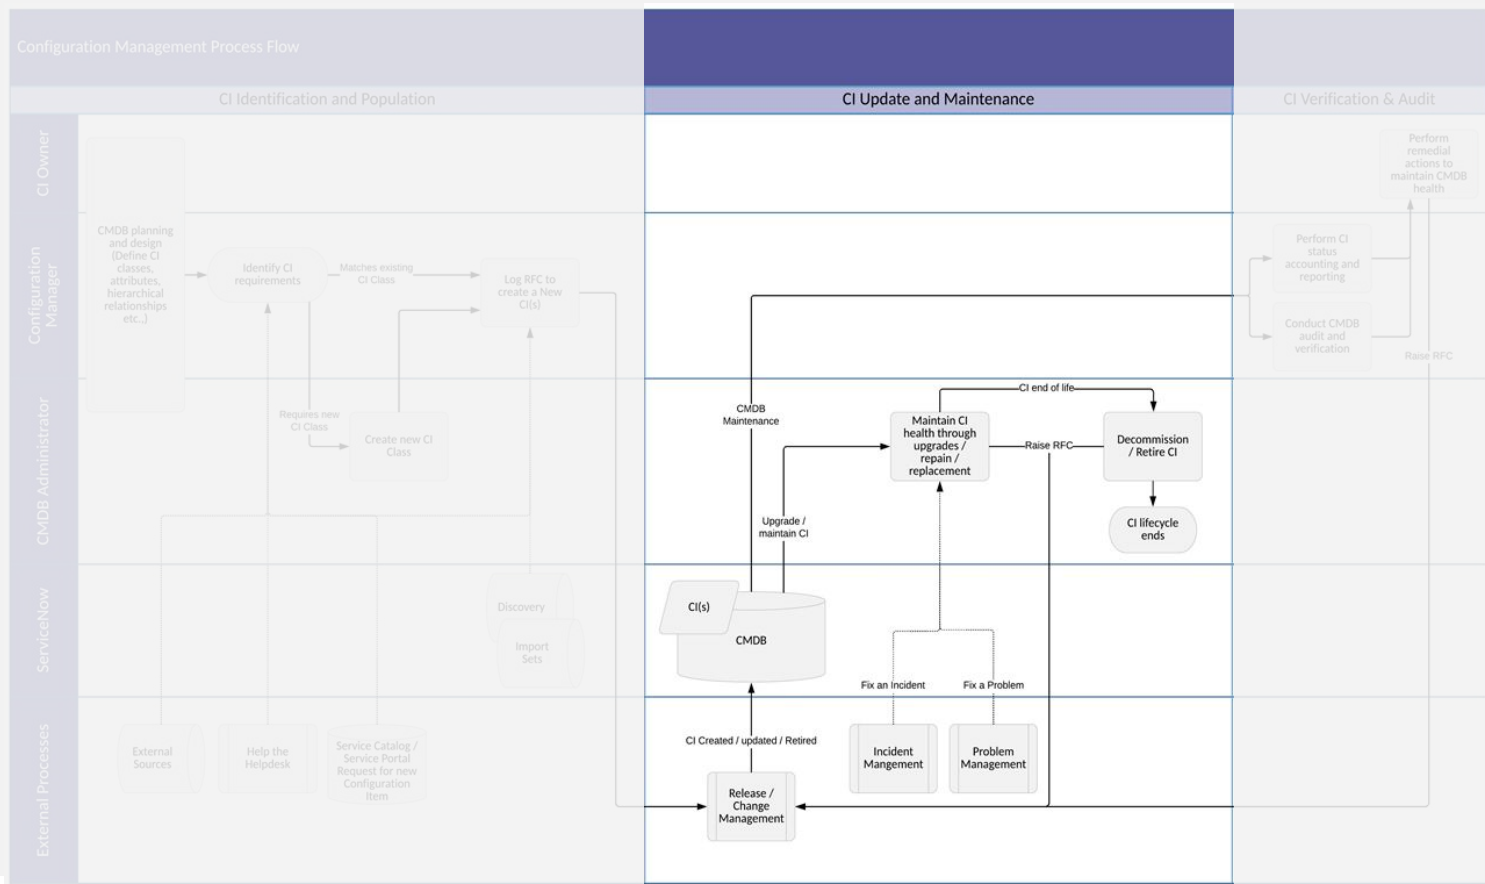 Configuration Management Process Flow
CI Identification and Population
CI Update and Maintenance
CI Verification & Audit
CI Owner
Configuration
Manager
CMDB Administrator
ServiceNow
External Processes
CMDB planning
and design
(Define CI
classes,
attributes,
hierarchical
relationships
etc.,)
Identify CI
requirements
Matches existing
CI Class
Log RFC to
create a New
CI(s)
Requires new
CI Class
Create new CI
Class
Discovery
Import
Sets
External
Sources
Help the
Helpdesk
Service Catalog /
Service Portal
Request for new
Configuration
Item
CMDB
Maintenance
Upgrade /
maintain CI
CI end of life
Maintain CI
health through
upgrades /
repain /
replacement
Raise RFC
Decommission
/ Retire CI
CI lifecycle
ends
CI(s)
CMDB
Fix an Incident
Fix a Problem
CI Created / updated / Retired
Incident
Mangement
Problem
Management
Release /
Change
Management
Perform
remedial
actions to
maintain CMDB
health
Perform CI
status
accounting and
reporting
Conduct CMDB
audit and
verification
Raise RFC